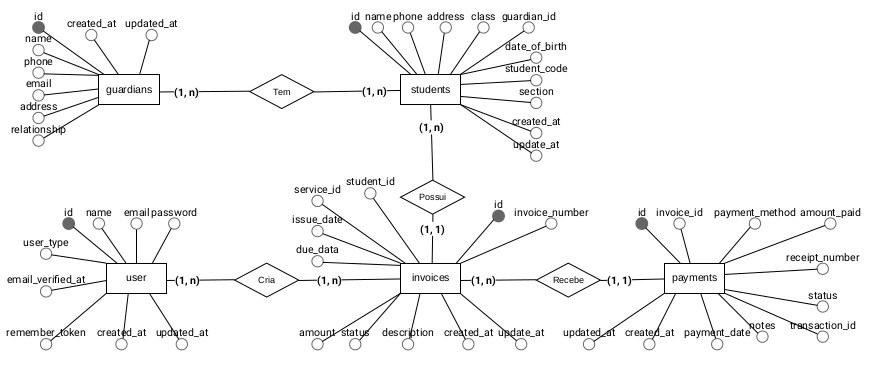 id
created_at
updated_at
name
phone
email
address
relationship
guardians
(1, n)
Tem
(1, n)
id
name
phone
address
class
guardian_id
date_of_birth
student_code
section
created_at
update_at
students
(1, n)
Possui
(1, 1)
id
name
email
password
user_type
email_verified_at
remember_token
created_at
updated_at
user
(1, n)
Cria
(1, n)
student_id
service_id
issue_date
due_data
id
invoice_number
invoices
amount
status
description
created_at
update_at
(1, n)
Recebe
(1, 1)
id
invoice_id
payment_method
amount_paid
receipt_number
payments
status
transaction_id
notes
payment_date
created_at
updated_at